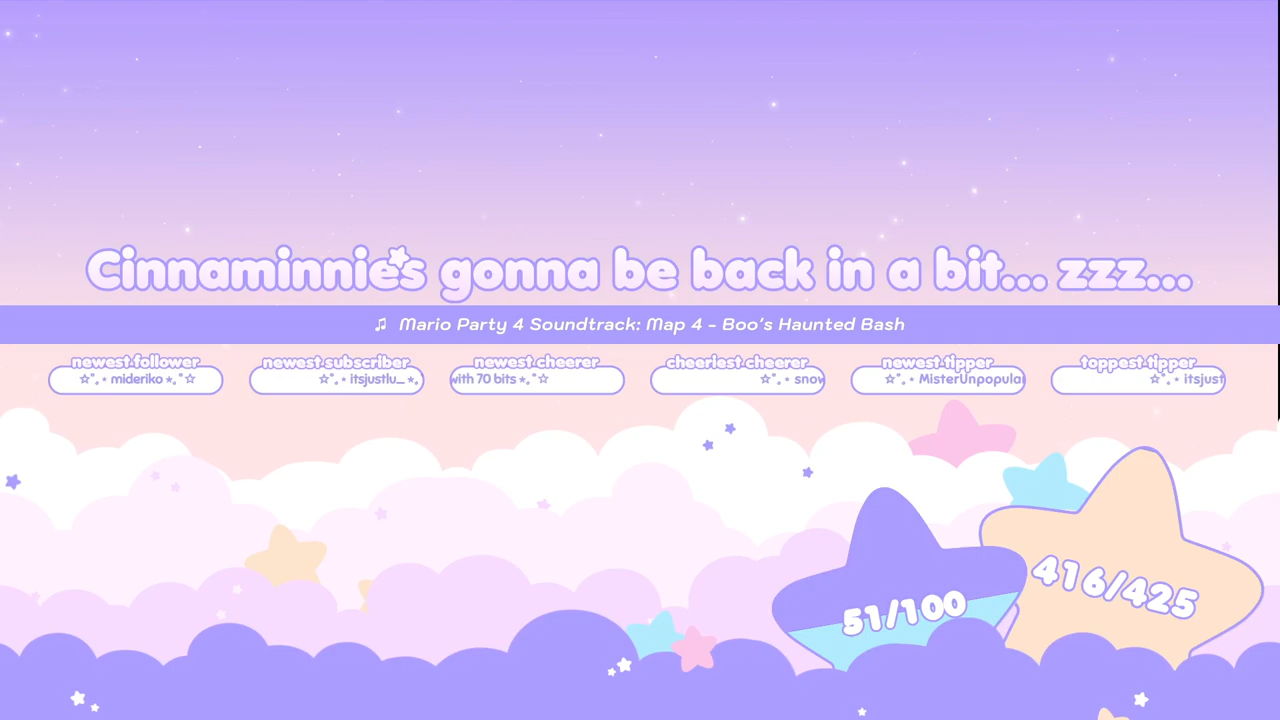 Cinnaminnie's gonna be back in a bit... zzz...
♫ Mario Party 4 Soundtrack: Map 4 - Boo's Haunted Bash
newest follower newest subscriber newest cheerer cheeriest cheerer newest tipper toppest tipper
☆˚｡⋆ mideriko ⋆｡˚☆ ☆˚｡⋆ itsjustlu_ ⋆｡ with 70 bits ⋆｡˚☆ ☆˚｡⋆ snow ☆˚｡⋆ MisterUnpopular ☆˚｡⋆ itsjust
416/425
51/100